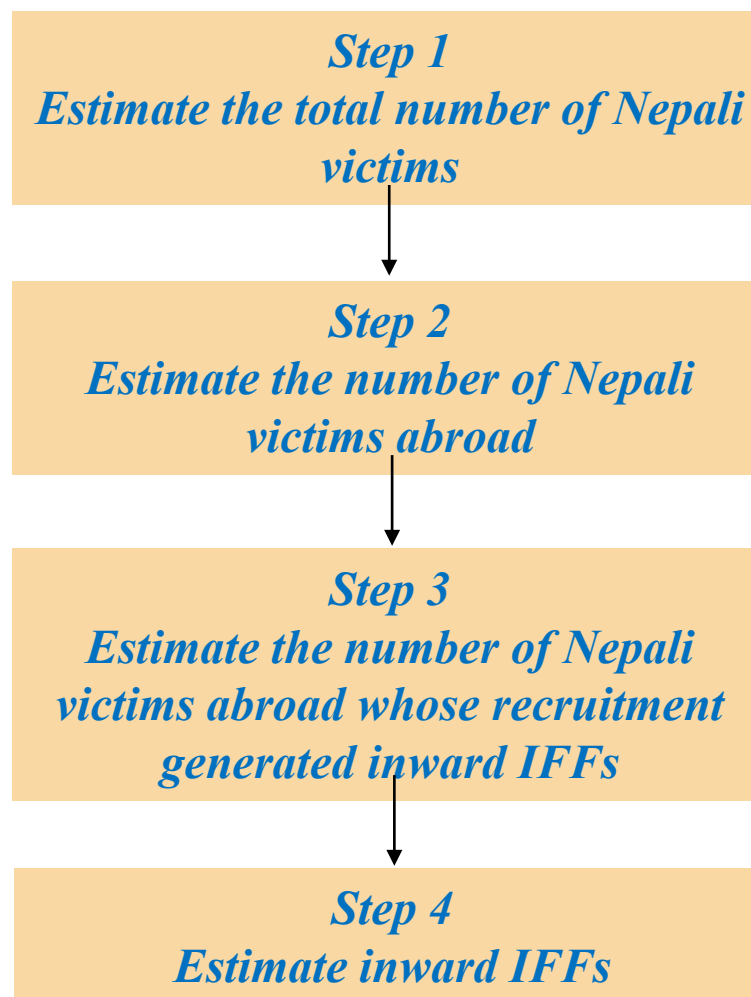 Step 1
Estimate the total number of Nepali
victims
Step 2
Estimate the number of Nepali
victims abroad
Step 3
Estimate the number of Nepali
victims abroad whose recruitment
generated inward IFFs
Step 4
Estimate inward IFFs